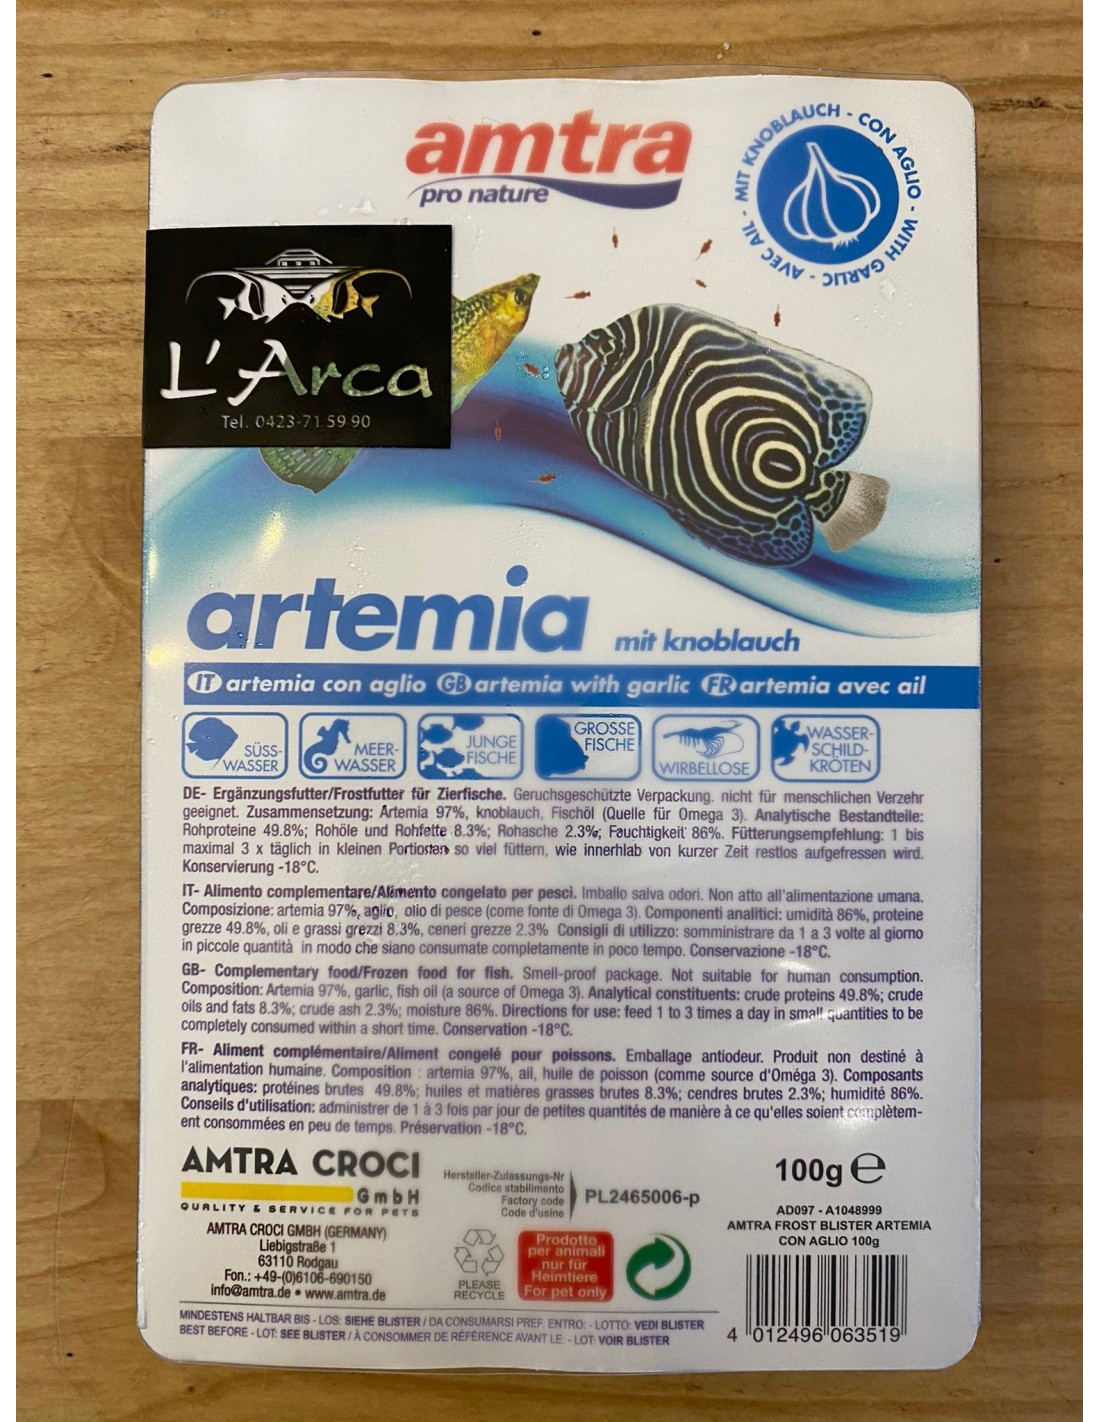 amtra
pro nature
MIT KNOBLAUCH - CON AGLIO - WITH GARLIC - AVEC AIL -
L'Arca
Tel. 0423-71 59 90
artemia mit knoblauch
IT artemia con aglio GB artemia with garlic FR artemia avec ail
SÜSS-
WASSER
MEER-
WASSER
JUNGE
FISCHE
GROSSE
FISCHE
WIRBELLOSE
WASSER-
SCHILD-
KRÖTEN
DE- Ergänzungsfutter/Frostfutter für Zierfische. Geruchsgeschützte Verpackung. nicht für menschlichen Verzehr
geeignet. Zusammensetzung: Artemia 97%, knoblauch, Fischöl (Quelle für Omega 3). Analytische Bestandteile:
Rohproteine 49.8%; Rohöle und Rohfette 8.3%; Rohasche 2.3%; Feuchtigkeit 86%. Fütterungsempfehlung: 1 bis
maximal 3 x täglich in kleinen Portionen so viel füttern, wie innerhlab von kurzer Zeit restlos aufgefressen wird.
Konservierung -18°C.
IT- Alimento complementare/Alimento congelato per pesci. Imballo salva odori. Non atto all'alimentazione umana.
Composizione: artemia 97%, aglio, olio di pesce (come fonte di Omega 3). Componenti analitici: umidità 86%, proteine
grezze 49.8%, oli e grassi grezzi 8.3%, ceneri grezze 2.3% Consigli di utilizzo: somministrare da 1 a 3 volte al giorno
in piccole quantità in modo che siano consumate completamente in poco tempo. Conservazione -18°C.
GB- Complementary food/Frozen food for fish. Smell-proof package. Not suitable for human consumption.
Composition: Artemia 97%, garlic, fish oil (a source of Omega 3). Analytical constituents: crude proteins 49.8%; crude
oils and fats 8.3%; crude ash 2.3%; moisture 86%. Directions for use: feed 1 to 3 times a day in small quantities to be
completely consumed within a short time. Conservation -18°C.
FR- Aliment complémentaire/Aliment congelé pour poissons. Emballage antiodeur. Produit non destiné à
l'alimentation humaine. Composition : artemia 97%, ail, huile de poisson (comme source d'Oméga 3). Composants
analytiques: protéines brutes 49.8%; huiles et matières grasses brutes 8.3%; cendres brutes 2.3%; humidité 86%.
Conseils d'utilisation: administrer de 1 à 3 fois par jour de petites quantités de manière à ce qu'elles soient complètem-
ent consommées en peu de temps. Préservation -18°C.
AMTRA CROCI
GmbH
QUALITY & SERVICE FOR PETS
AMTRA CROCI GMBH (GERMANY)
Liebigstraße 1
63110 Rodgau
Fon.: +49-(0)6106-690150
info@amtra.de • www.amtra.de
Hersteller-Zulassungs-Nr
Codice stabilimento
Factory code
Code d'usine
PL2465006-p
PLEASE
RECYCLE
Prodotto
per animali
nur für
Heimtiere
For pet only
100g ℮
AD097 - A1048999
AMTRA FROST BLISTER ARTEMIA
CON AGLIO 100g
4 012496 063519
MINDESTENS HALTBAR BIS - LOS: SIEHE BLISTER / DA CONSUMARSI PREF. ENTRO: - LOTTO: VEDI BLISTER
BEST BEFORE - LOT: SEE BLISTER / À CONSOMMER DE RÉFÉRENCE AVANT LE: - LOT: VOIR BLISTER